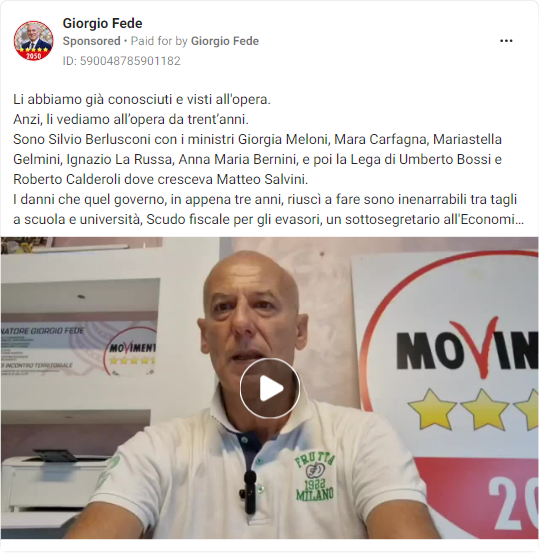 Giorgio Fede
Sponsored • Paid for by Giorgio Fede
ID: 590048785901182
2050
Li abbiamo già conosciuti e visti all'opera.
Anzi, li vediamo all’opera da trent’anni.
Sono Silvio Berlusconi con i ministri Giorgia Meloni, Mara Carfagna, Mariastella
Gelmini, Ignazio La Russa, Anna Maria Bernini, e poi la Lega di Umberto Bossi e
Roberto Calderoli dove cresceva Matteo Salvini.
I danni che quel governo, in appena tre anni, riuscì a fare sono inenarrabili tra tagli
a scuola e università, Scudo fiscale per gli evasori, un sottosegretario all'Economi...
NATORE GIORGIO FEDE
MOVIMENT
INCONTRO TERRITORIALE
MOVIM
20
FRUTTA
1922
MILANO